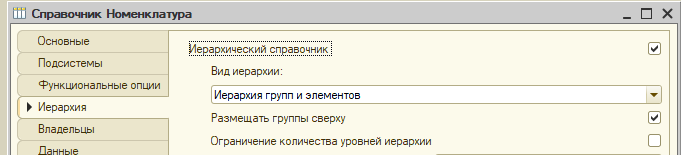 Справочник Номенклатура
Основные
Подсистемы
Функциональные опции
Иерархия
Владельцы
Данные
Иерархический справочник
Вид иерархии:
Иерархия групп и элементов
Размещать группы сверху
Ограничение количества уровней иерархии